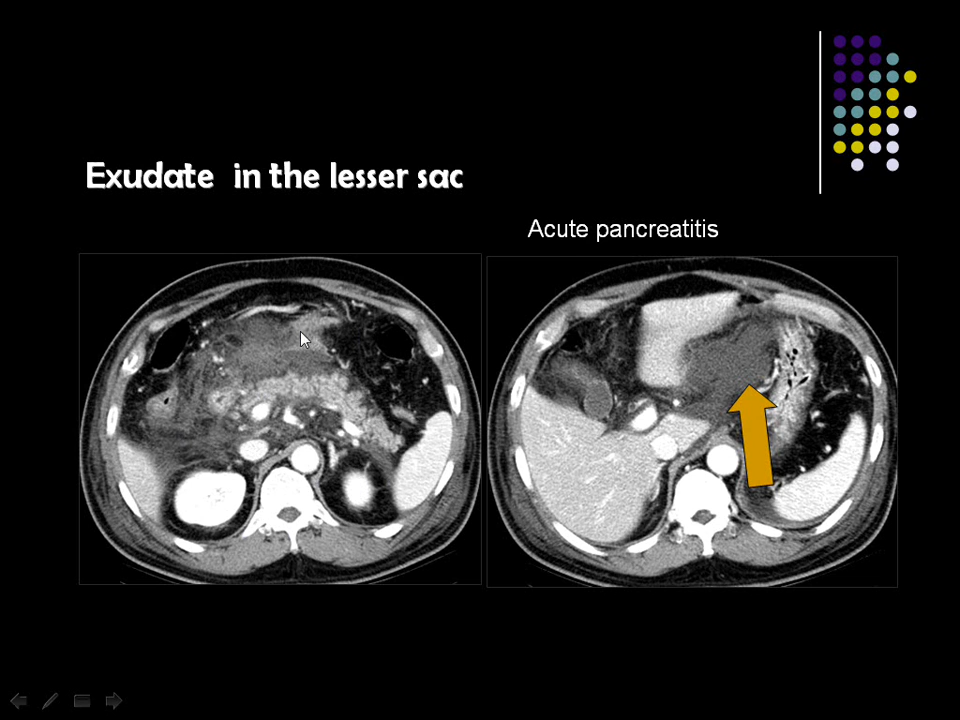 Exudate in the lesser sac
Acute pancreatitis